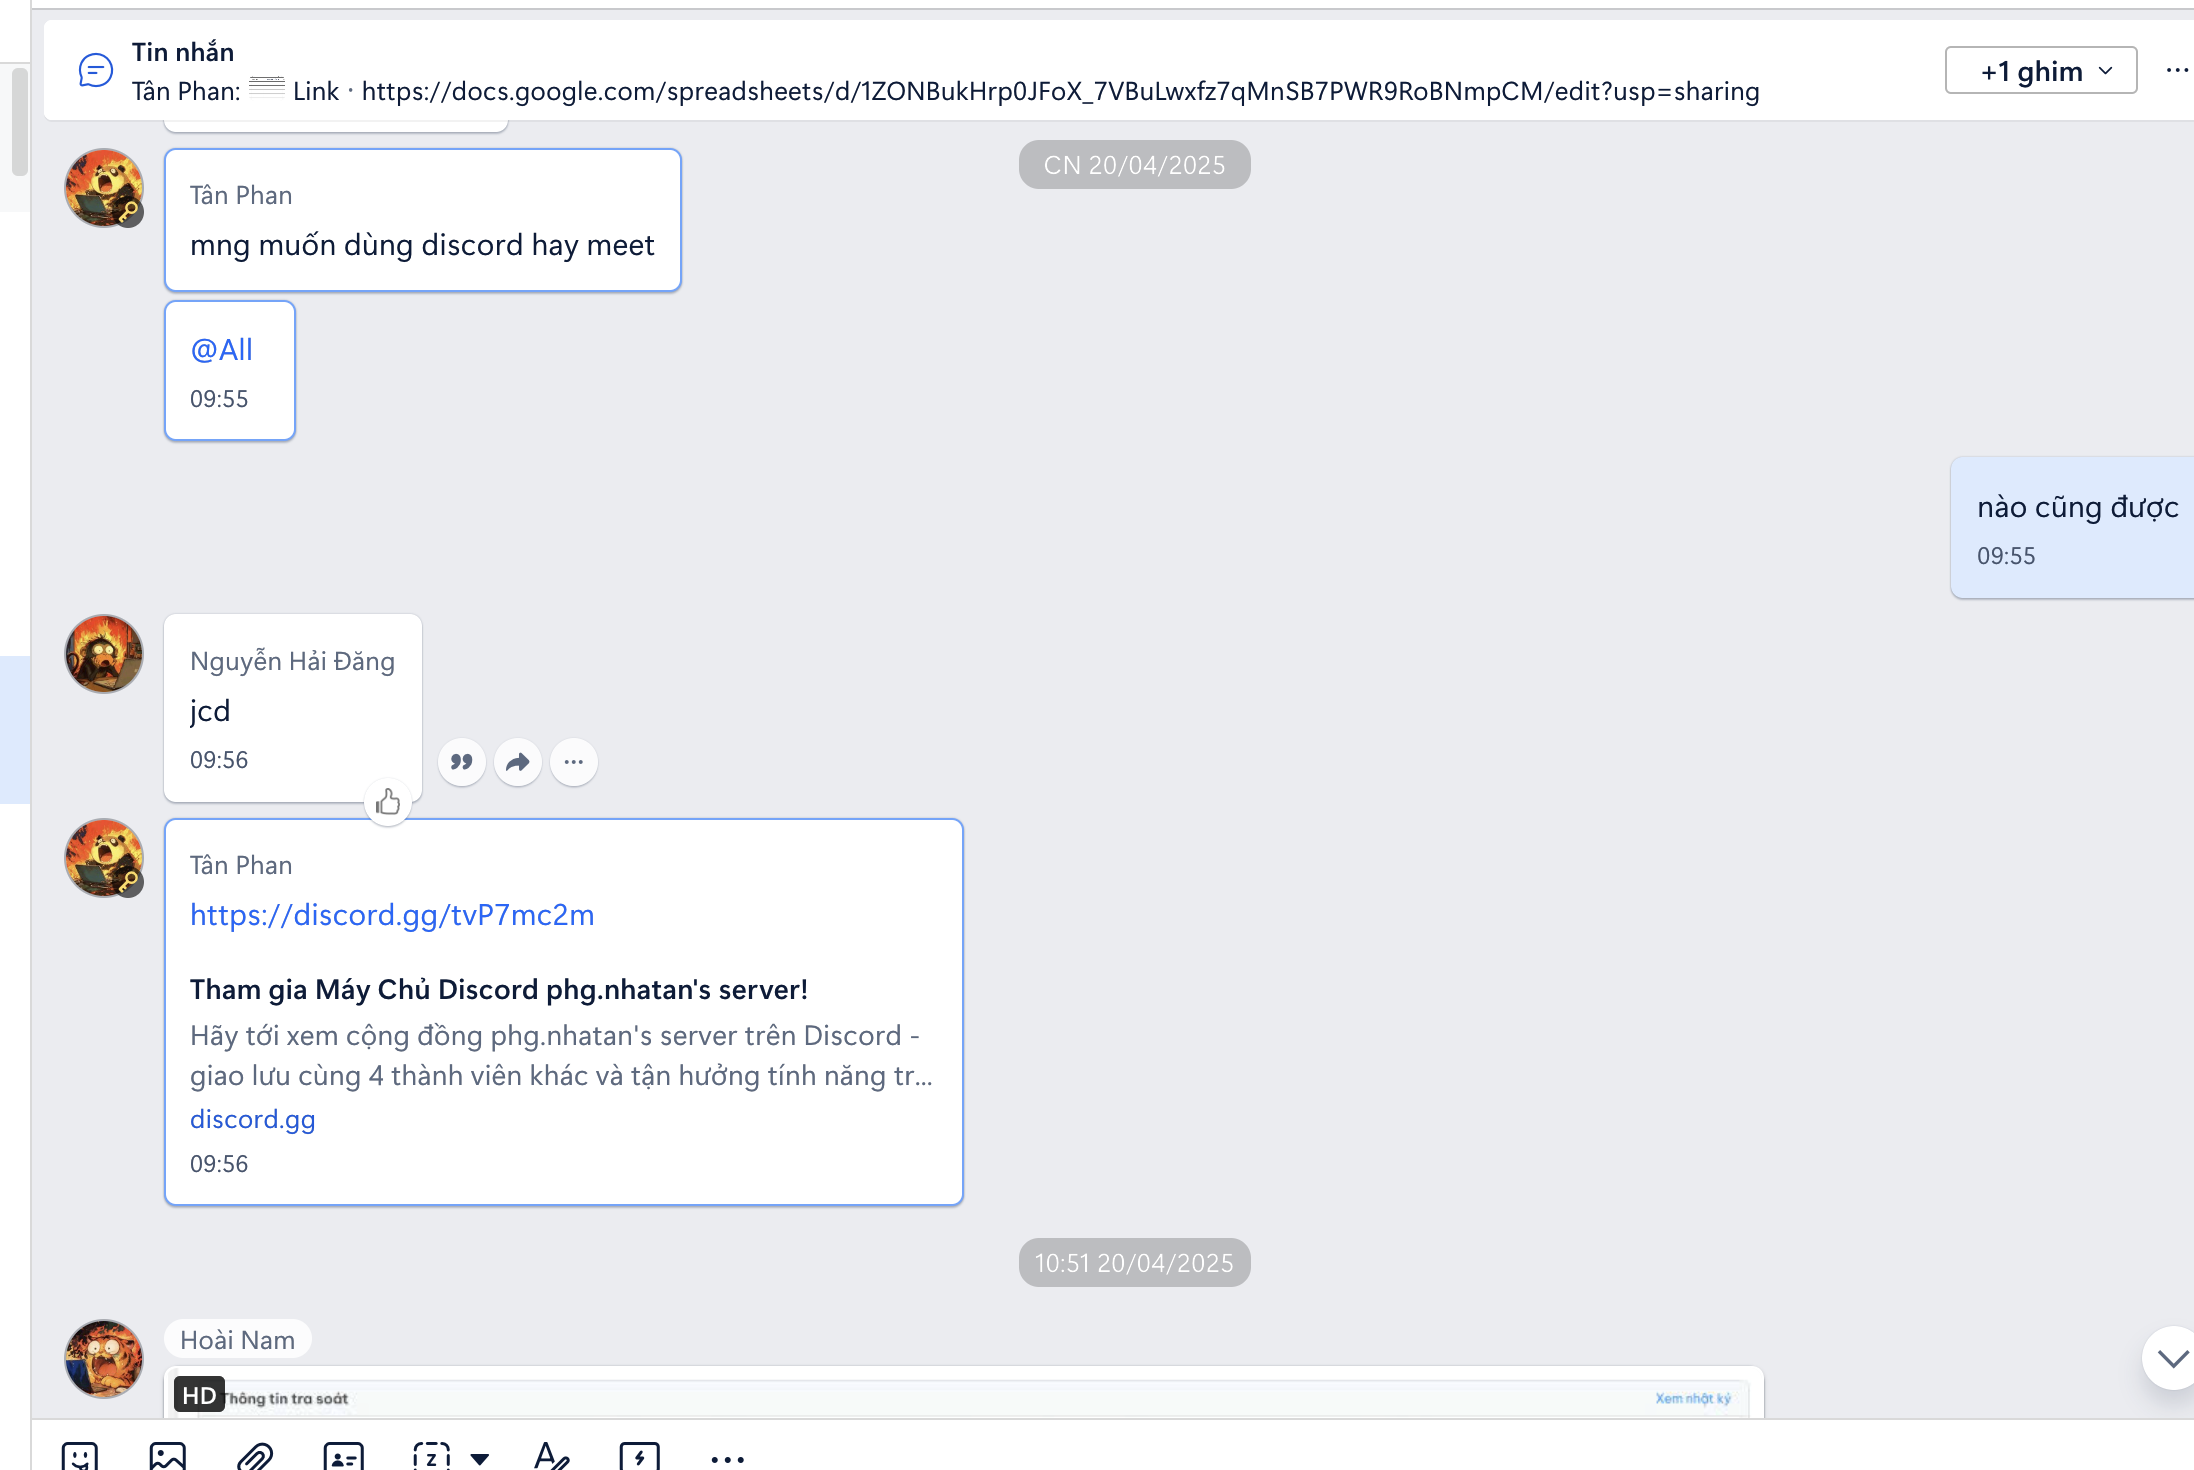 Tin nhắn
Tân Phan: Link · https://docs.google.com/spreadsheets/d/1ZONBukHrp0JFoX_7VBuLwxfz7qMnSB7PWR9RoBNmpCM/edit?usp=sharing
+1 ghim
CN 20/04/2025
Tân Phan
mng muốn dùng discord hay meet
@All
09:55
nào cũng được
09:55
Nguyễn Hải Đăng
jcd
09:56
Tân Phan
https://discord.gg/tvP7mc2m
Tham gia Máy Chủ Discord phg.nhatan's server!
Hãy tới xem cộng đồng phg.nhatan's server trên Discord -
giao lưu cùng 4 thành viên khác và tận hưởng tính năng tr...
discord.gg
09:56
10:51 20/04/2025
Hoài Nam
HD
Thông tin tra soát
Xem nhật ký